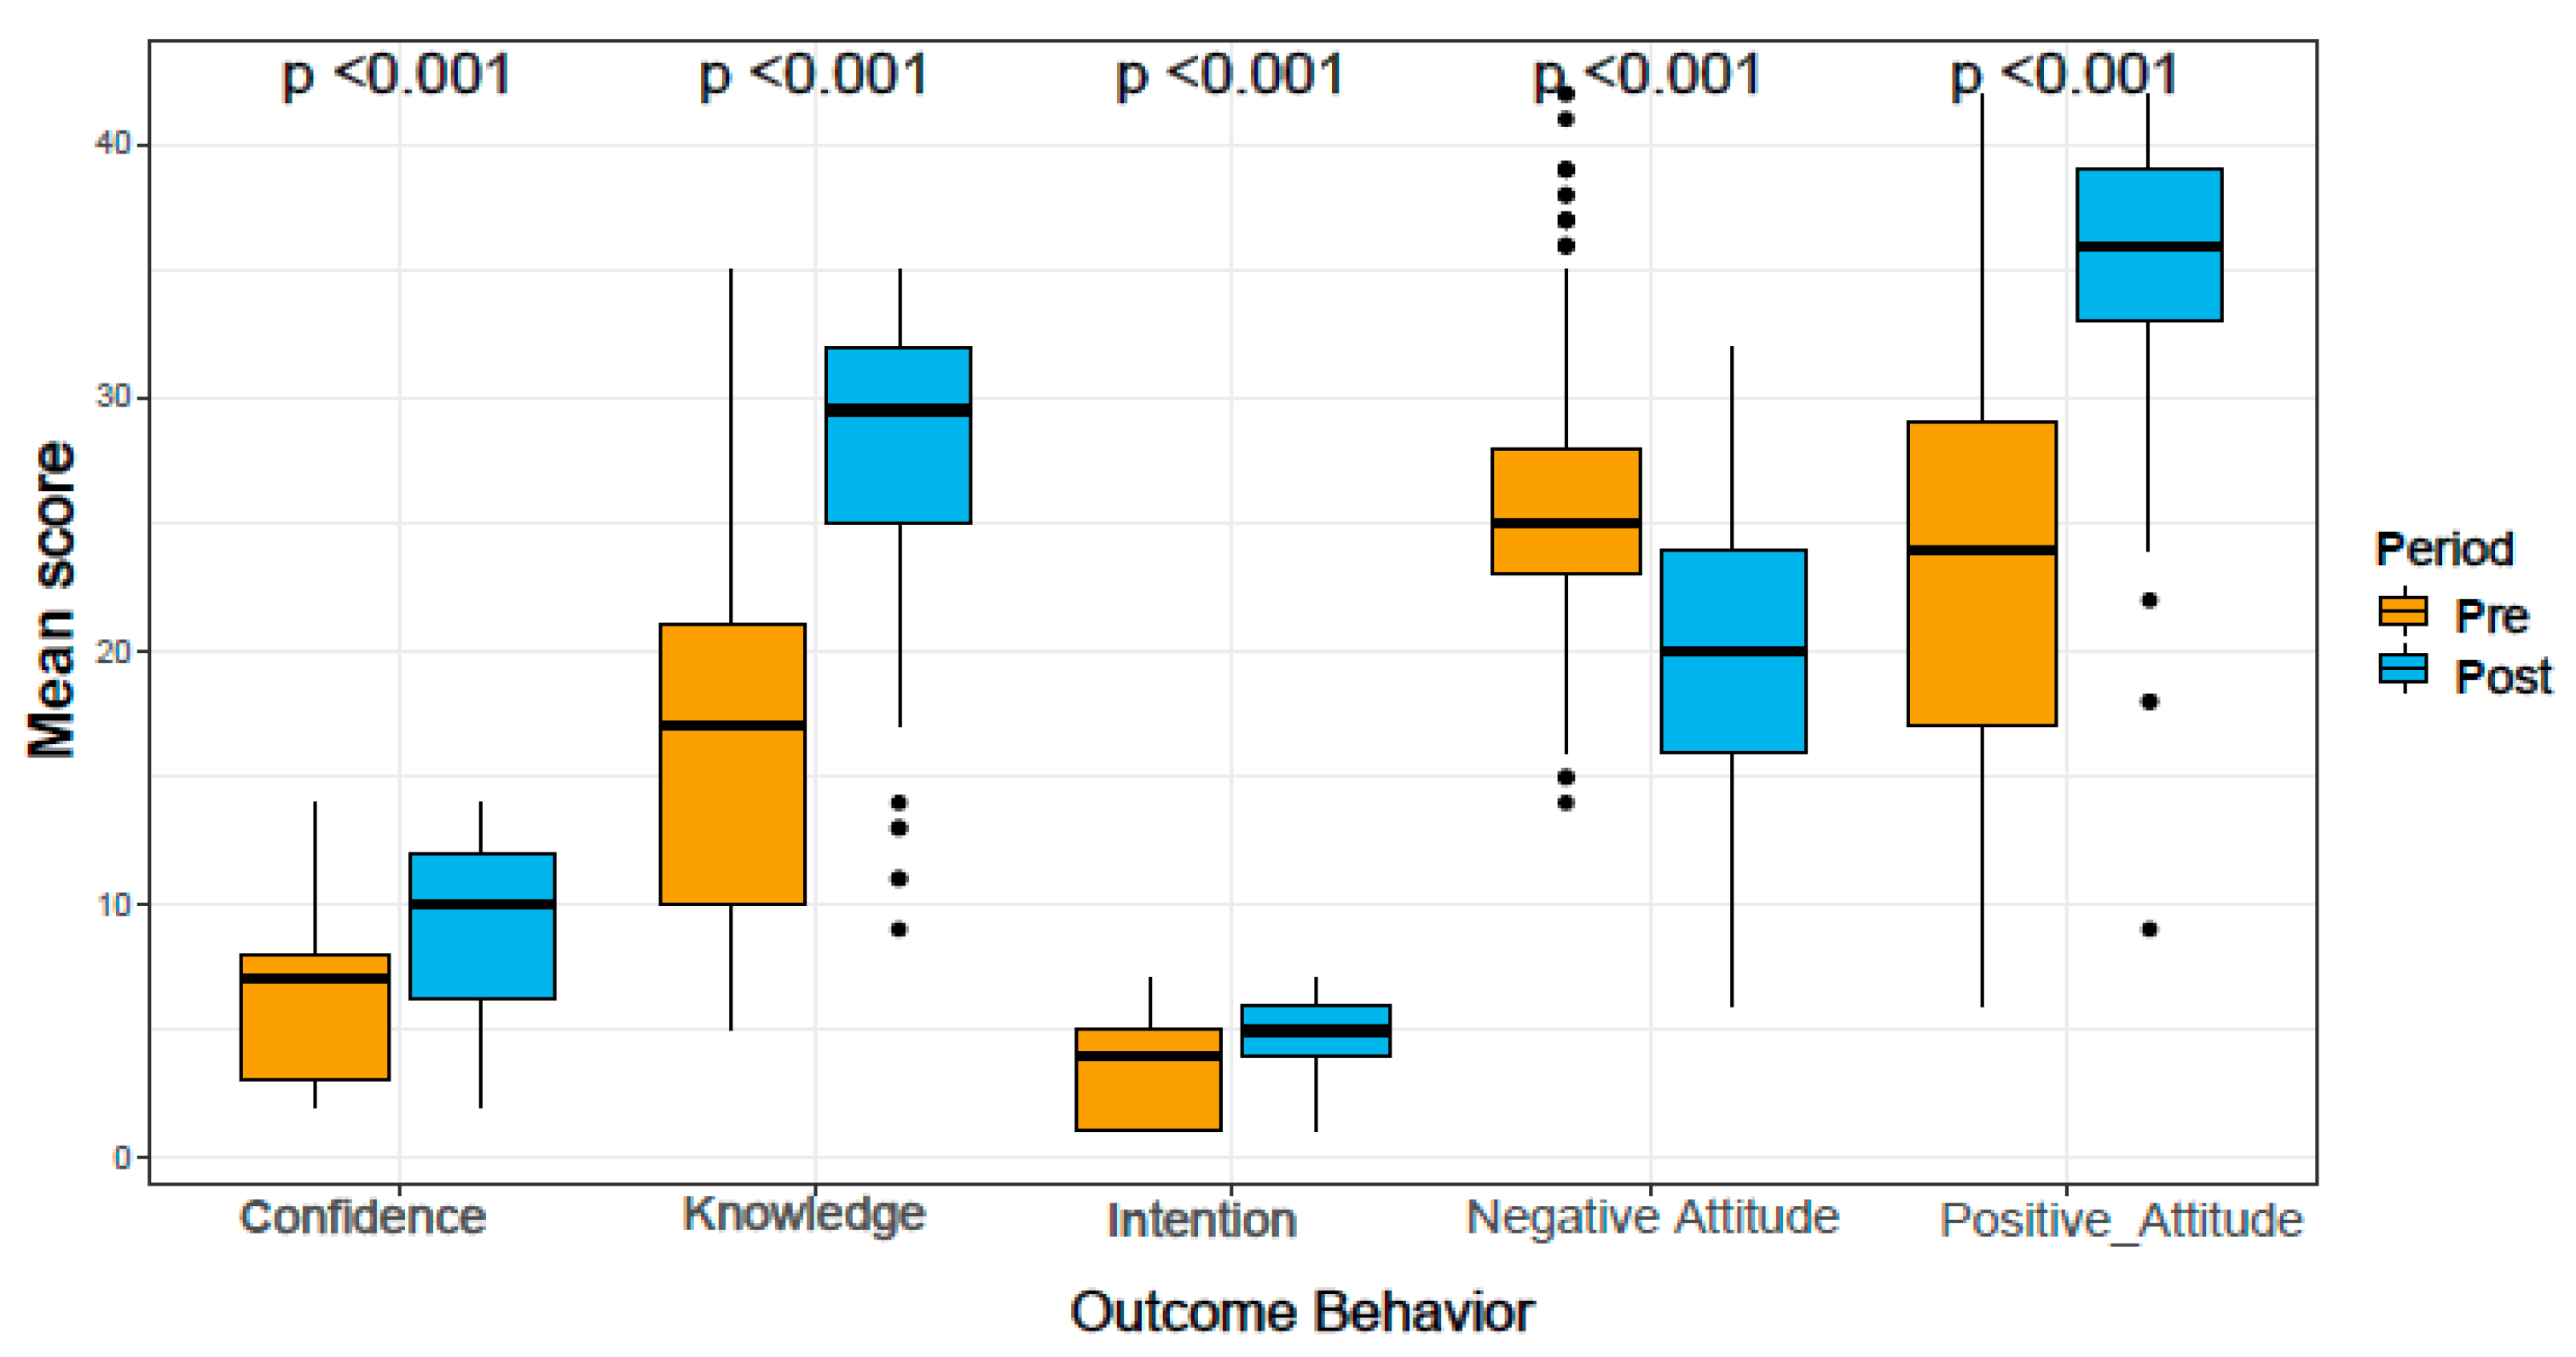 p <0.001 p <0.001 p <0.001 p <0.001 p <0.001
40
30
20
10
0
Mean score
Confidence Knowledge Intention Negative Attitude Positive_Attitude
Outcome Behavior
Period
Pre
Post